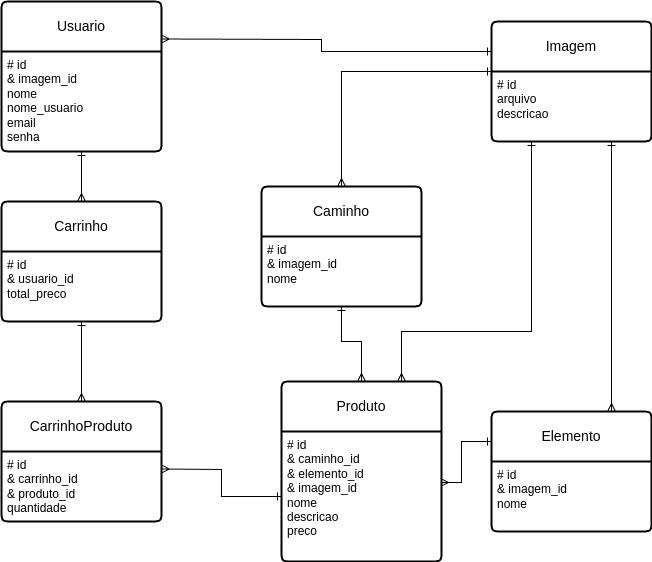 Usuario
# id
& imagem_id
nome
nome_usuario
email
senha
Imagem
# id
arquivo
descricao
Carrinho
# id
& usuario_id
total_preco
Caminho
# id
& imagem_id
nome
CarrinhoProduto
# id
& carrinho_id
& produto_id
quantidade
Produto
# id
& caminho_id
& elemento_id
& imagem_id
nome
descricao
preco
Elemento
# id
& imagem_id
nome